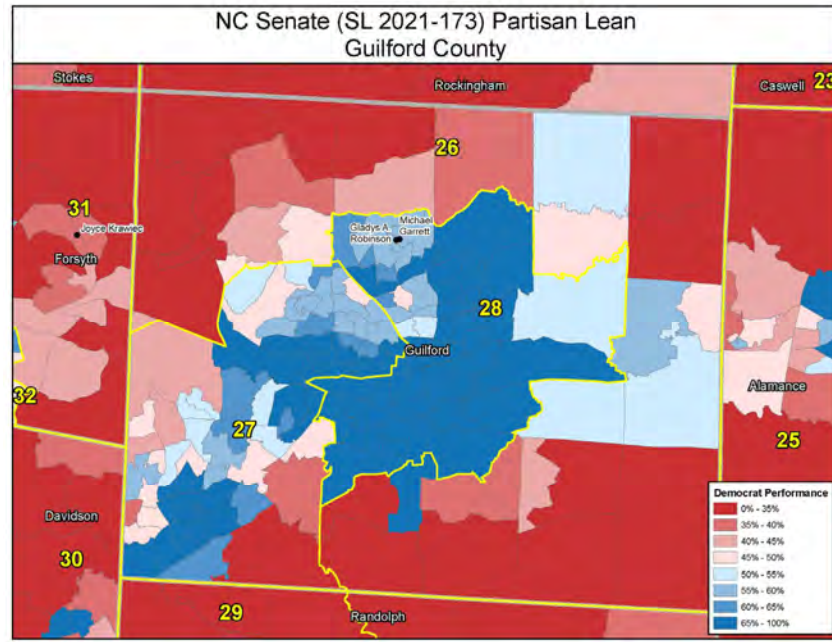 NC Senate (SL 2021-173) Partisan Lean
Guilford County
Stokes
Rockingham
Caswell
23
26
31
Joyce Krawiec
Gladys A. Robinson
Michael Garrett
Forsyth
28
Guilford
32
Alamance
27
25
Davidson
30
29
Randolph
Democrat Performance
0% - 35%
35% - 40%
40% - 45%
45% - 50%
50% - 55%
55% - 60%
60% - 65%
65% - 100%